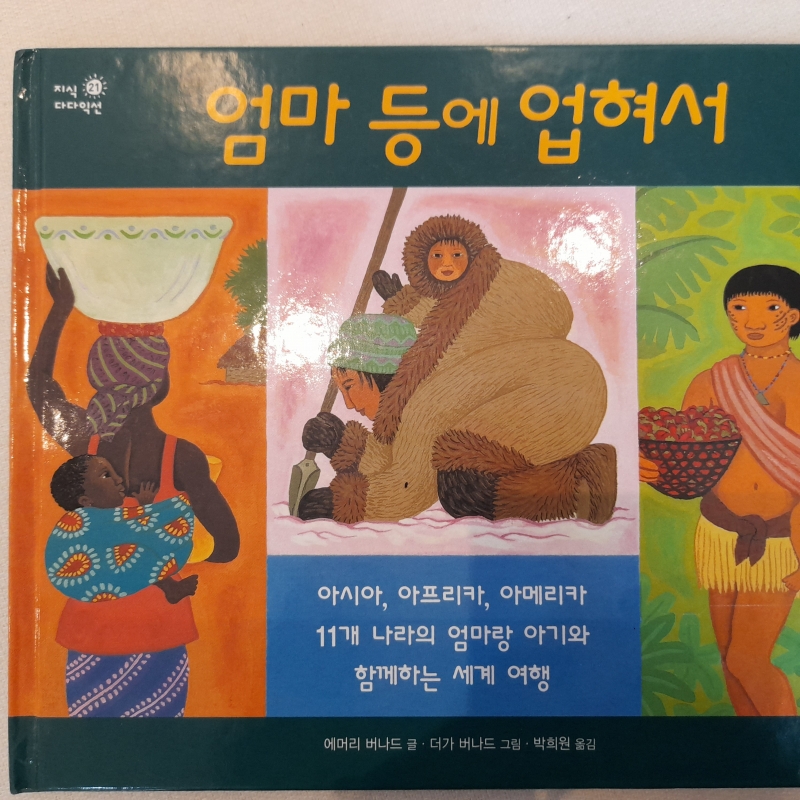 지식 21
다다익선
엄마 등에 업혀서
아시아, 아프리카, 아메리카
11개 나라의 엄마랑 아기와
함께하는 세계 여행
에머리 버나드 글 · 더가 버나드 그림 · 박희원 옮김